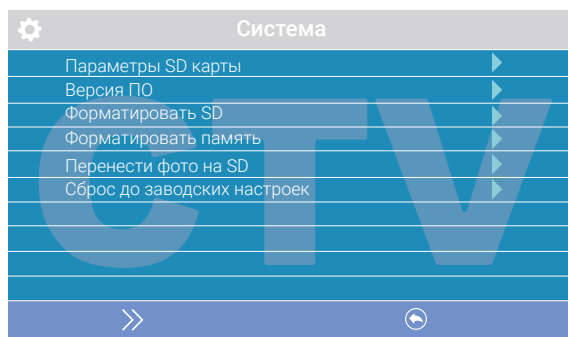 Система
Параметры SD карты
Версия ПО
Форматировать SD
Форматировать память
Перенести фото на SD
Сброс до заводских настроек
CTV